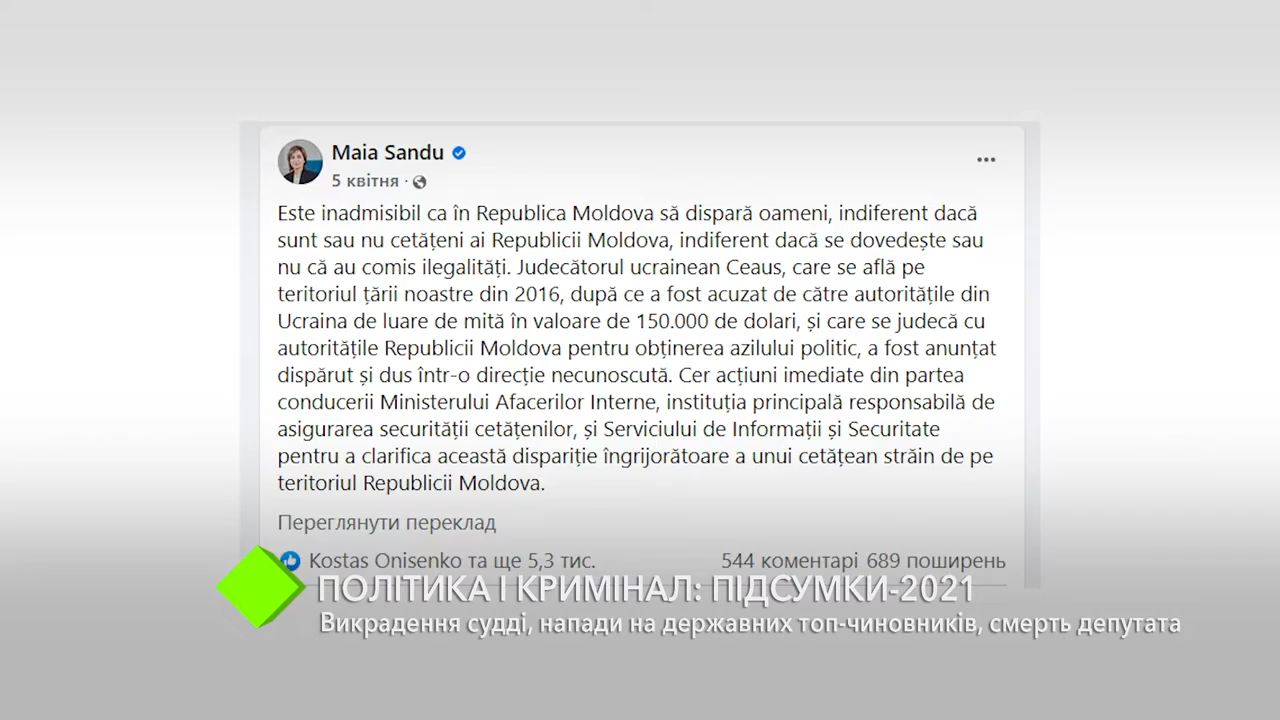 Maia Sandu
5 квітня ·
Este inadmisibil ca în Republica Moldova să dispară oameni, indiferent dacă
sunt sau nu cetățeni ai Republicii Moldova, indiferent dacă se dovedește sau
nu că au comis ilegalități. Judecătorul ucrainean Ceaus, care se află pe
teritoriul țării noastre din 2016, după ce a fost acuzat de către autoritățile din
Ucraina de luare de mită în valoare de 150.000 de dolari, și care se judecă cu
autoritățile Republicii Moldova pentru obținerea azilului politic, a fost anunțat
dispărut și dus într-o direcție necunoscută. Cer acțiuni imediate din partea
conducerii Ministerului Afacerilor Interne, instituția principală responsabilă de
asigurarea securității cetățenilor, și Serviciului de Informații și Securitate
pentru a clarifica această dispariție îngrijorătoare a unui cetățean străin de pe
teritoriul Republicii Moldova.
Переглянути переклад
Kostas Onisenko та ще 5,3 тис. 544 коментарі 689 поширень
ПОЛІТИКА І КРИМІНАЛ: ПІДСУМКИ-2021
Викрадення судді, напади на державних топ-чиновників, смерть депутата